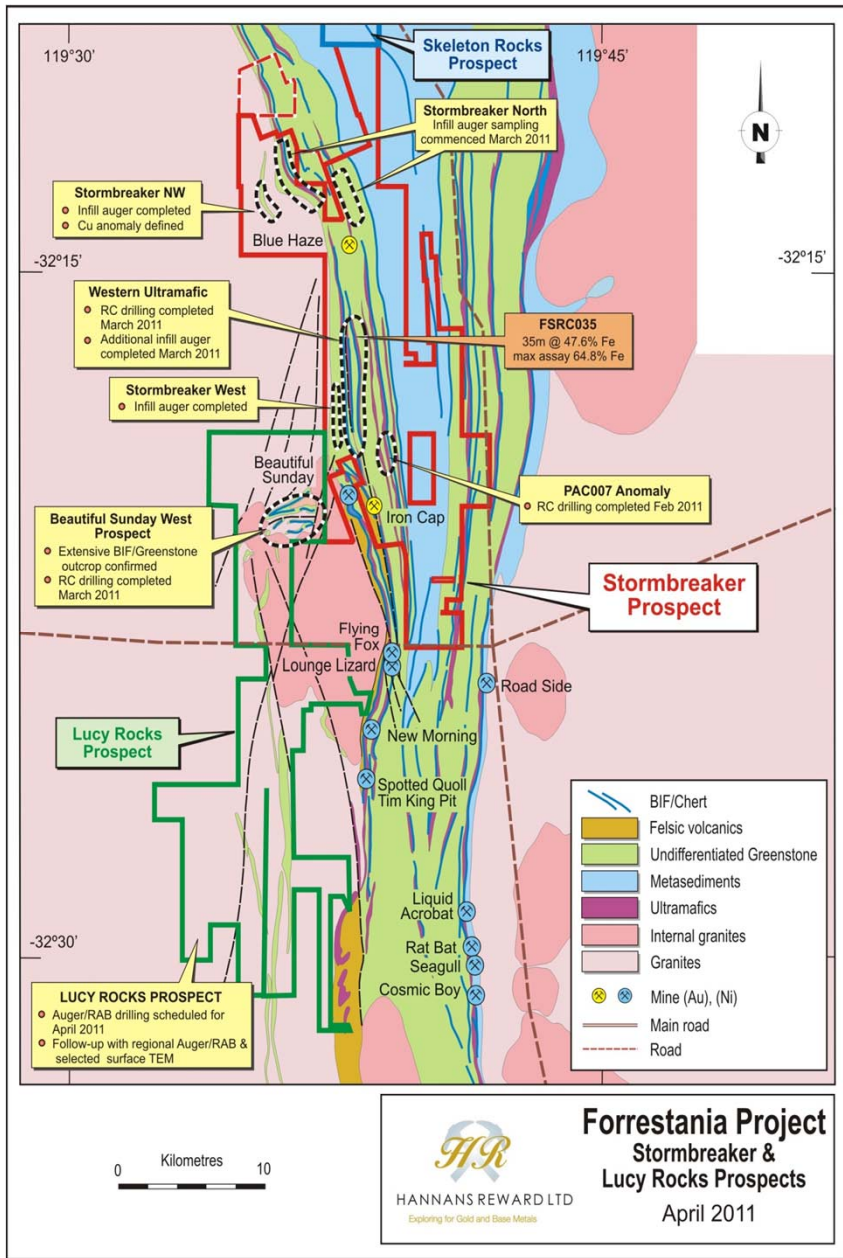 119°30'
Skeleton Rocks
Prospect
119°45'
Stormbreaker North
Infill auger sampling
commenced March 2011
N
Stormbreaker NW
Infill auger completed
Cu anomaly defined
Blue Haze
-32º15'
-32º15'
Western Ultramafic
RC drilling completed
March 2011
Additional infill auger
completed March 2011
FSRC035
35m @ 47.6% Fe
max assay 64.8% Fe
Stormbreaker West
Infill auger completed
Beautiful
Sunday
Iron Cap
PAC007 Anomaly
RC drilling completed Feb 2011
Beautiful Sunday West
Prospect
Extensive BIF/Greenstone
outcrop confirmed
RC drilling completed
March 2011
Stormbreaker
Prospect
Flying
Fox
Lounge Lizard
Road Side
Lucy Rocks
Prospect
New Morning
Spotted Quoll
Tim King Pit
Liquid
Acrobat
-32º30'
Rat Bat
Seagull
Cosmic Boy
LUCY ROCKS PROSPECT
Auger/RAB drilling scheduled for
April 2011
Follow-up with regional Auger/RAB &
selected surface TEM
BIF/Chert
Felsic volcanics
Undifferentiated Greenstone
Metasediments
Ultramafics
Internal granites
Granites
Mine (Au), (Ni)
Main road
Road
Kilometres
0 10
HR
HANNANS REWARD LTD
Exploring for Gold and Base Metals
Forrestania Project
Stormbreaker &
Lucy Rocks Prospects
April 2011